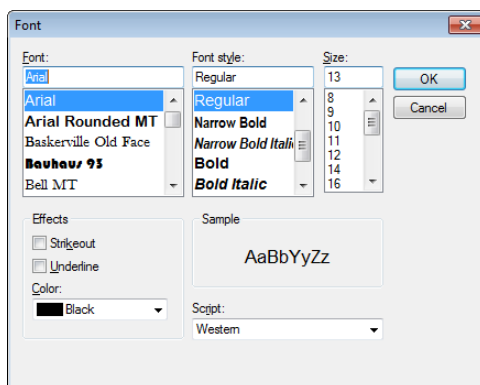 Font
Font: Font style: Size:
Arial Regular 13
Arial
Arial Rounded MT
Baskerville Old Face
Bauhaus 93
Bell MT
Regular
Narrow Bold
Narrow Bold Itali
Bold
Bold Italic
8
9
10
11
12
14
16
OK
Cancel
Effects
Strikeout
Underline
Color:
Black
Sample
AaBbYyZz
Script:
Western